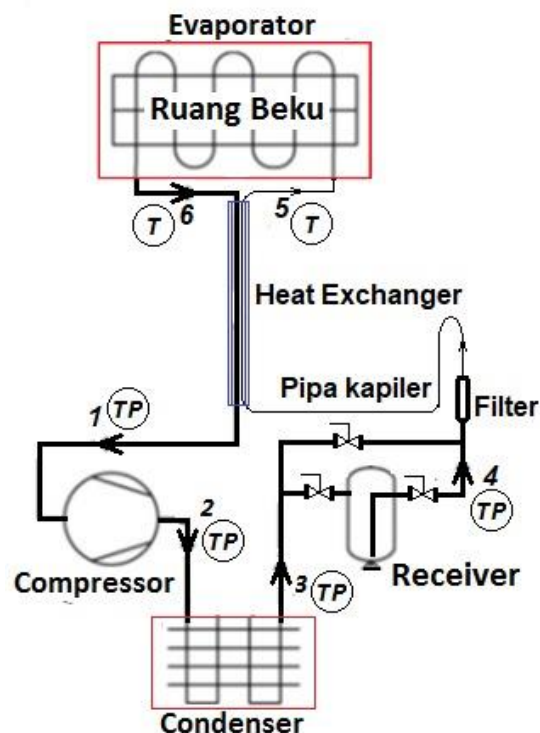 Evaporator
Ruang Beku
T 6
5 T
Heat Exchanger
Pipa kapiler
Filter
1 TP
4 TP
2 TP
Compressor
Receiver
3 TP
Condenser